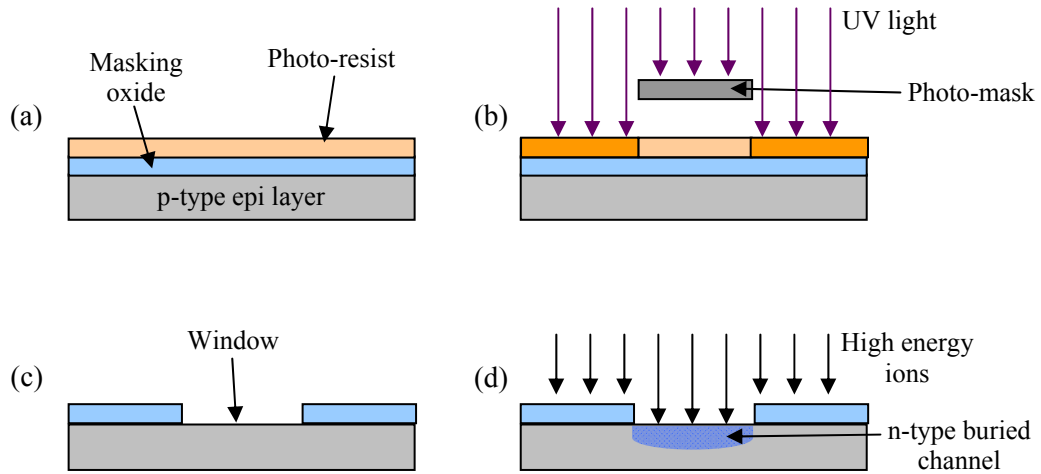 (a)
Masking
oxide
Photo-resist
p-type epi layer
(b)
UV light
Photo-mask
(c)
Window
(d)
High energy
ions
n-type buried
channel